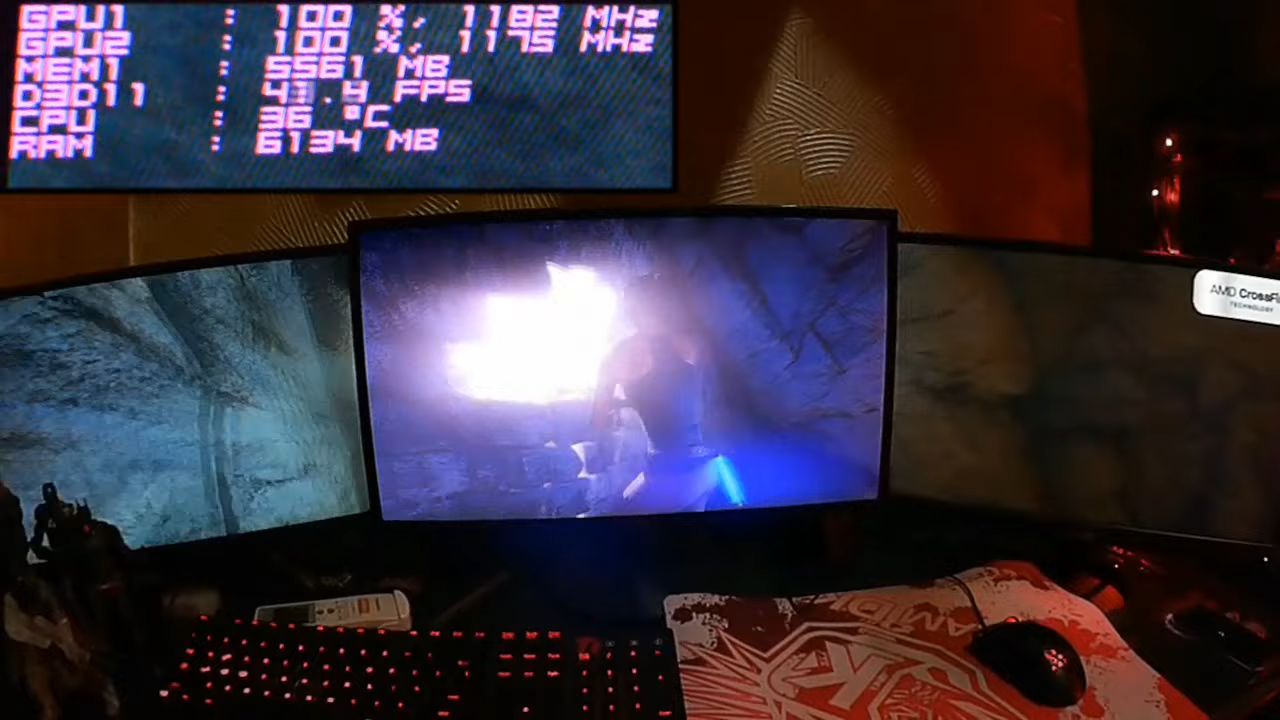 GPU1 : 100 %, 1182 MHz
GPU2 : 100 %, 1175 MHz
MEM1 : 5561 MB
D3D11 : FPS
CPU : 36 °C
RAM : 6134 MB
AMD CrossFi
TECHNOLOGY